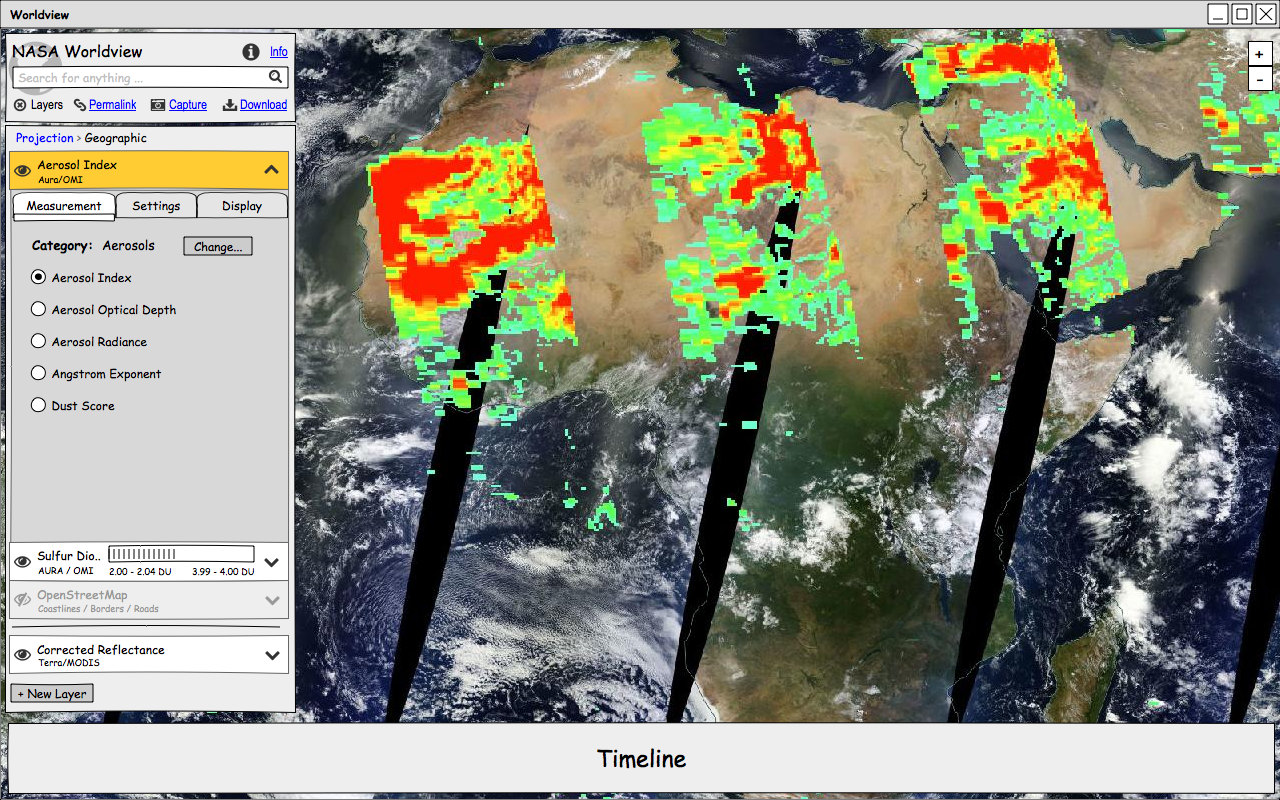 Worldview
NASA Worldview
Info
Search for anything ...
Layers Permalink Capture Download
Projection > Geographic
Aerosol Index
Aura/OMI
Measurement Settings Display
Category: Aerosols Change...
Aerosol Index
Aerosol Optical Depth
Aerosol Radiance
Angstrom Exponent
Dust Score
Sulfur Dio..
AURA / OMI 2.00 - 2.04 DU 3.99 - 4.00 DU
OpenStreetMap
Coastlines / Borders / Roads
Corrected Reflectance
Terra/MODIS
+ New Layer
+
-
Timeline